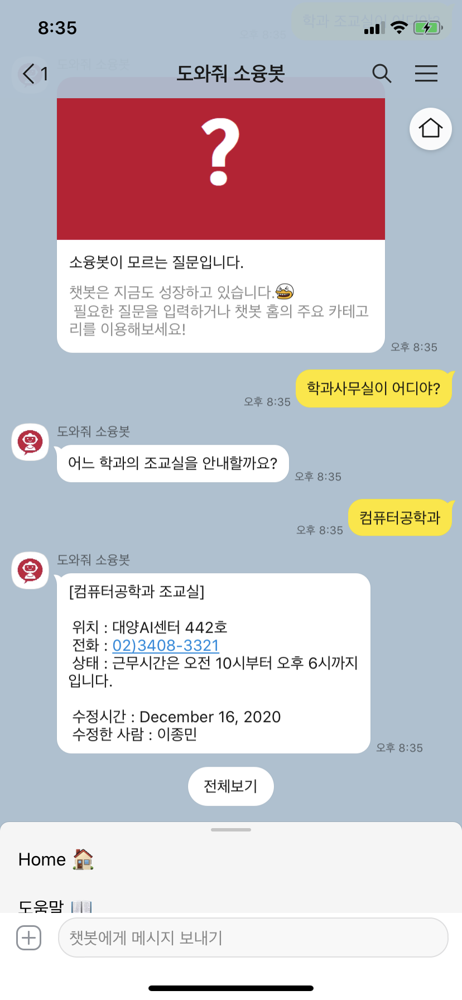 8:35
학과 조교실이 어디야?
오후 8:35
도와줘 소융봇
1
도와줘 소융봇
?
소융봇이 모르는 질문입니다.
챗봇은 지금도 성장하고 있습니다.😆
필요한 질문을 입력하거나 챗봇 홈의 주요 카테고
리를 이용해보세요!
오후 8:35
학과사무실이 어디야?
오후 8:35
도와줘 소융봇
어느 학과의 조교실을 안내할까요?
오후 8:35
컴퓨터공학과
오후 8:35
도와줘 소융봇
[컴퓨터공학과 조교실]
위치 : 대양AI센터 442호
전화 : 02)3408-3321
상태 : 근무시간은 오전 10시부터 오후 6시까지
입니다.
수정시간 : December 16, 2020
수정한 사람 : 이종민
오후 8:35
전체보기
Home 🏠
도움말 📖
챗봇에게 메시지 보내기